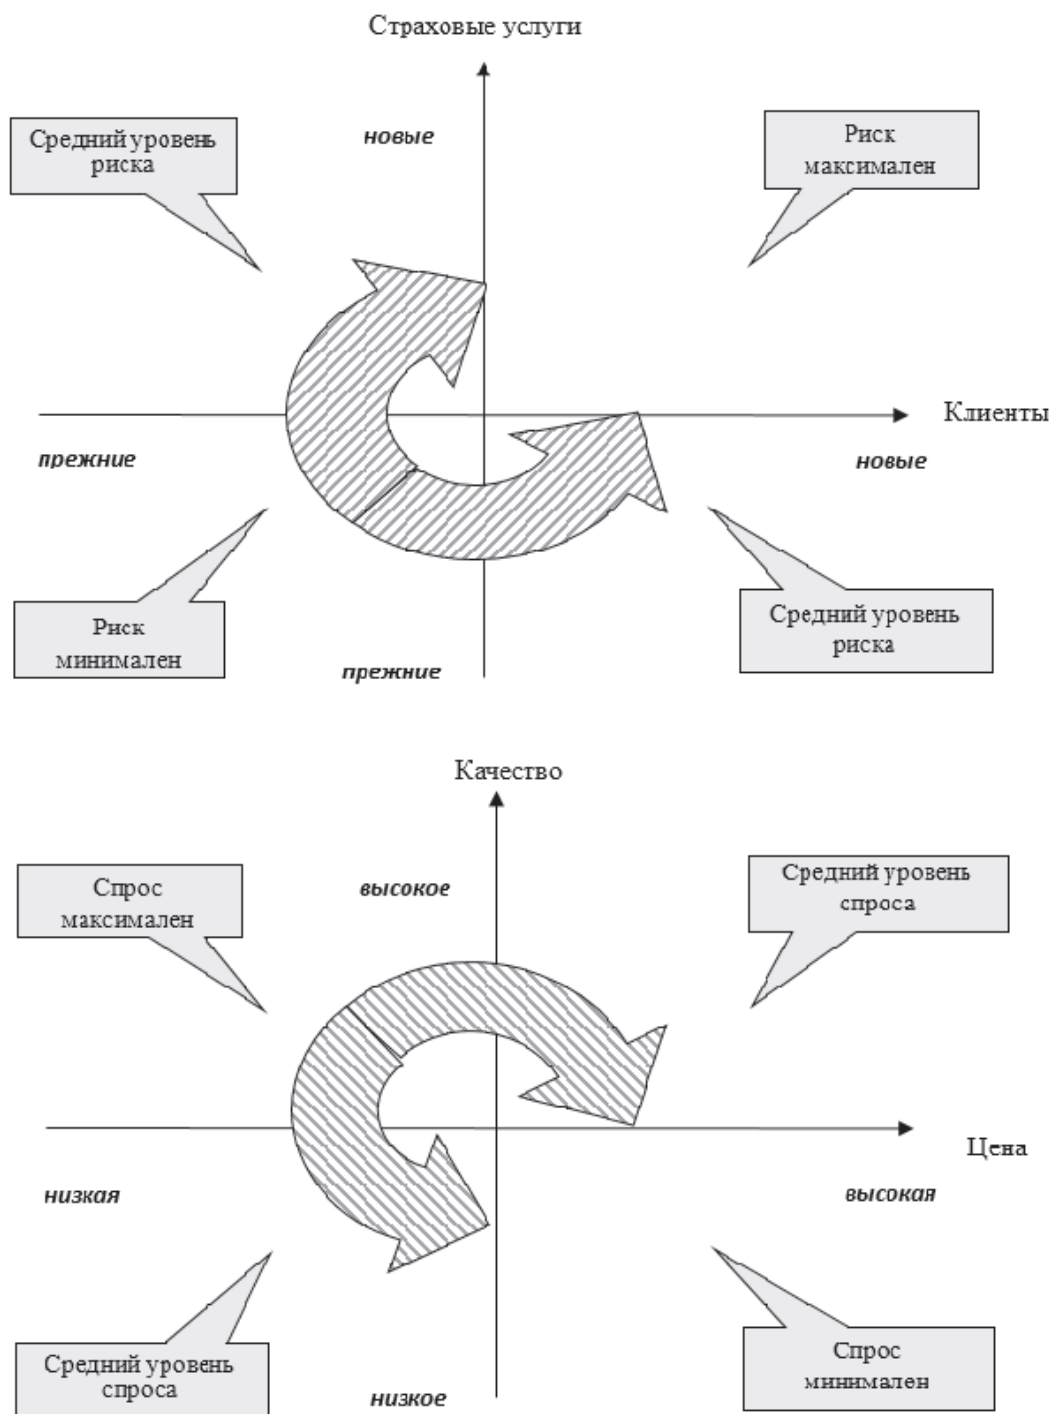 Страховые услуги
новые
Средний уровень
риска
Риск
максимален
Клиенты
прежние
новые
Риск
минимален
Средний уровень
риска
прежние
Качество
высокое
Спрос
максимален
Средний уровень
спроса
Цена
низкая
высокая
Средний уровень
спроса
Спрос
минимален
низкое